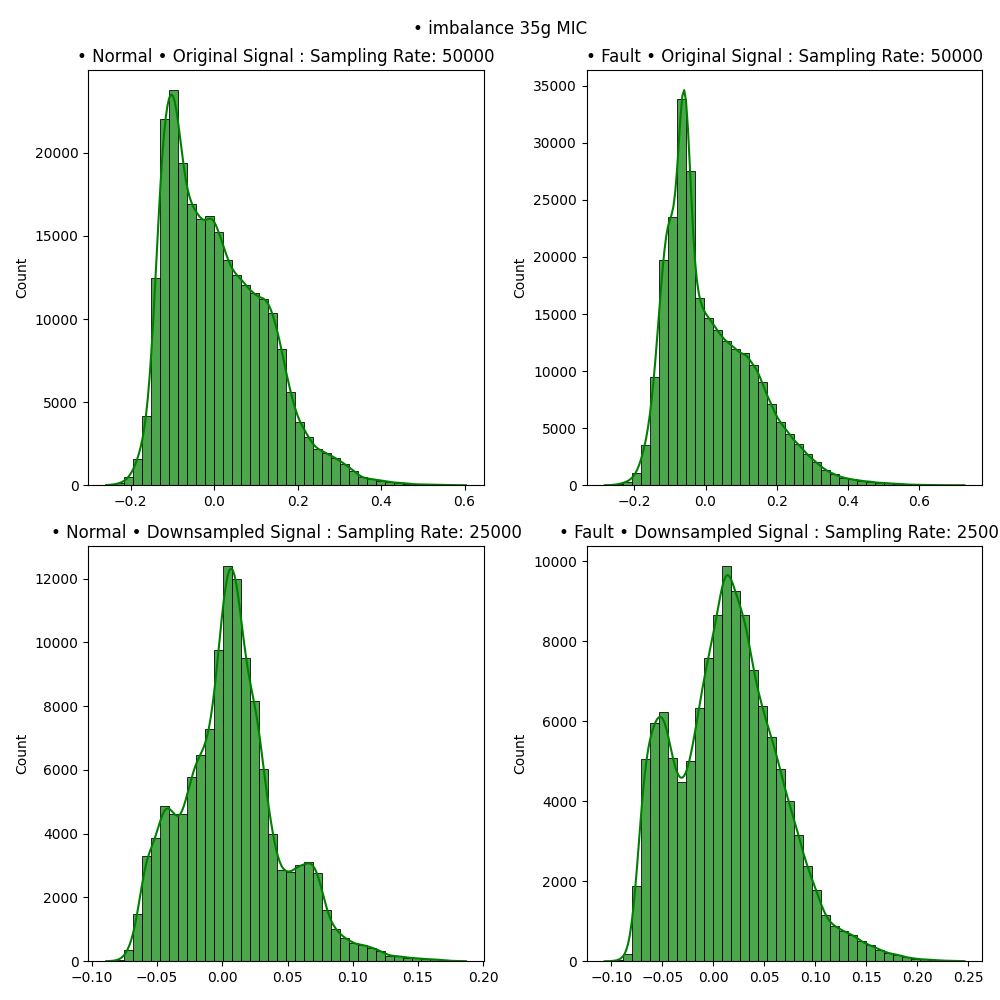 • imbalance 35g MIC
• Normal • Original Signal : Sampling Rate: 50000
• Fault • Original Signal : Sampling Rate: 50000
Count
20000
15000
10000
5000
0
−0.2 0.0 0.2 0.4 0.6
Count
35000
30000
25000
20000
15000
10000
5000
0
−0.2 0.0 0.2 0.4 0.6
• Normal • Downsampled Signal : Sampling Rate: 25000
• Fault • Downsampled Signal : Sampling Rate: 2500
Count
12000
10000
8000
6000
4000
2000
0
−0.10 −0.05 0.00 0.05 0.10 0.15 0.20
Count
10000
8000
6000
4000
2000
0
−0.10 −0.05 0.00 0.05 0.10 0.15 0.20 0.25